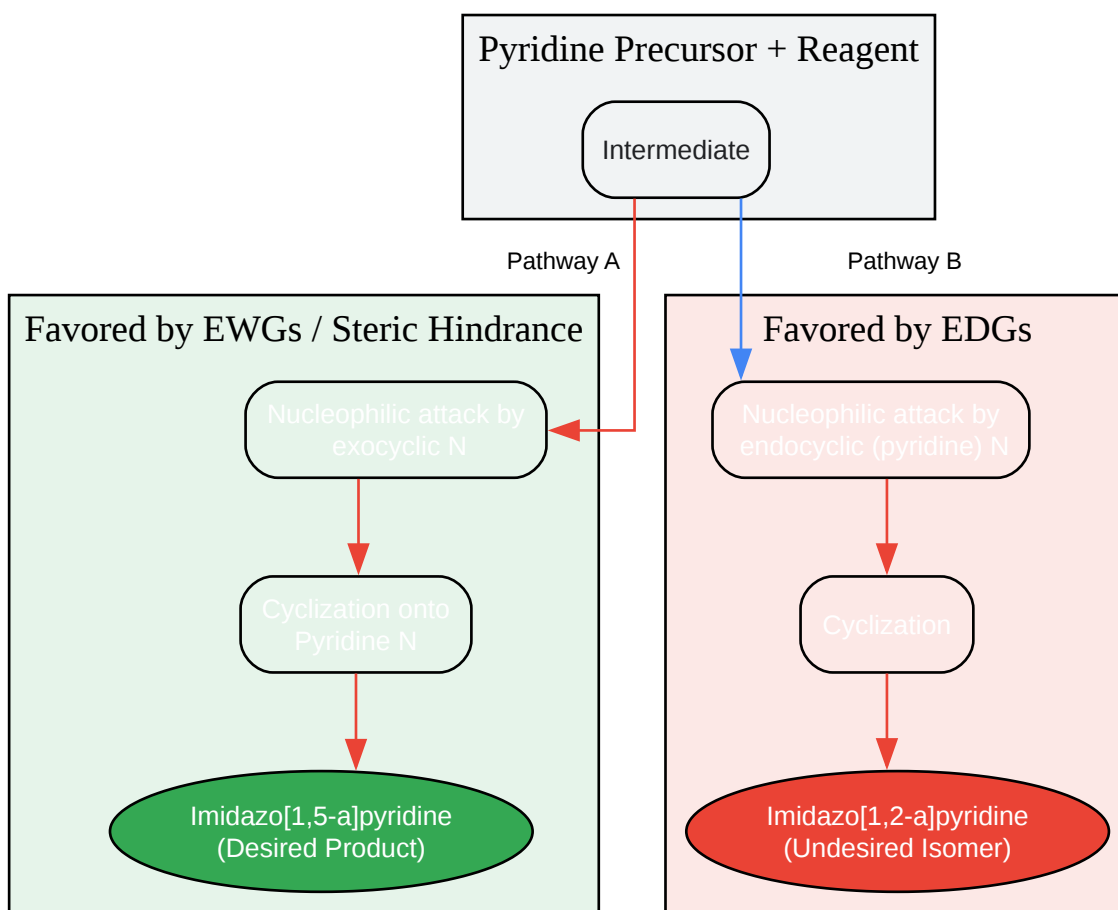 Pyridine Precursor + Reagent
Intermediate
Pathway A
Pathway B
Favored by EWGs / Steric Hindrance
Nucleophilic attack by
exocyclic N
Cyclization onto
Pyridine N
Imidazo[1,5-a]pyridine
(Desired Product)
Favored by EDGs
Nucleophilic attack by
endocyclic (pyridine) N
Cyclization
Imidazo[1,2-a]pyridine
(Undesired Isomer)